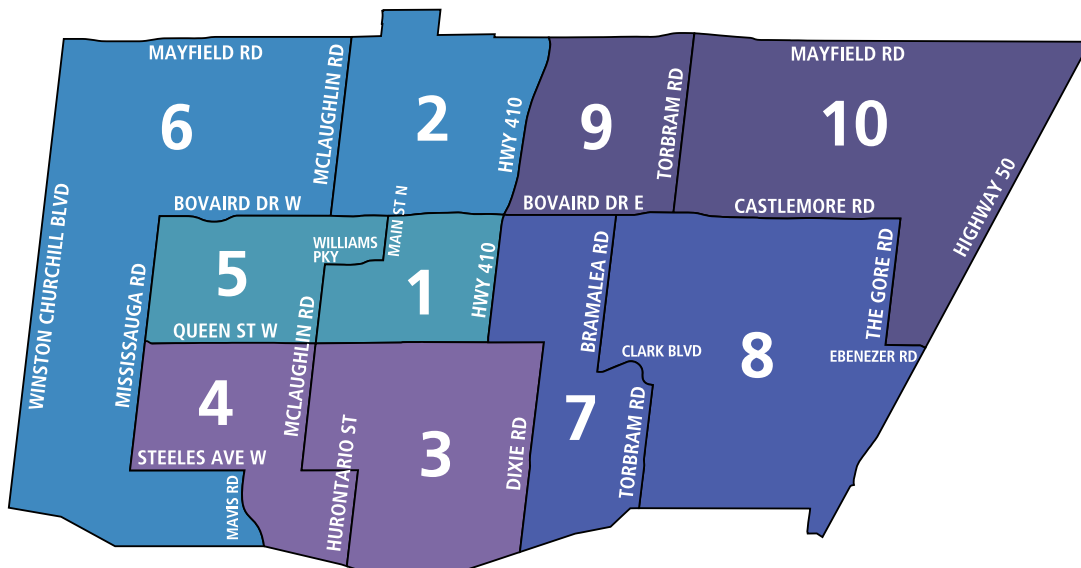 MAYFIELD RD
MAYFIELD RD
6
MCLAUGHLIN RD
2
HWY 410
9
TORBRAM RD
10
HIGHWAY 50
WINSTON CHURCHILL BLVD
BOVAIRD DR W
MAIN ST N
BOVAIRD DR E
CASTLEMORE RD
MISSISSAUGA RD
5
WILLIAMS
PKY
1
HWY 410
BRAMALEA RD
THE GORE RD
QUEEN ST W
MCLAUGHLIN RD
CLARK BLVD
8
EBENEZER RD
4
3
7
STEELES AVE W
HURONTARIO ST
DIXIE RD
TORBRAM RD
MAVIS RD